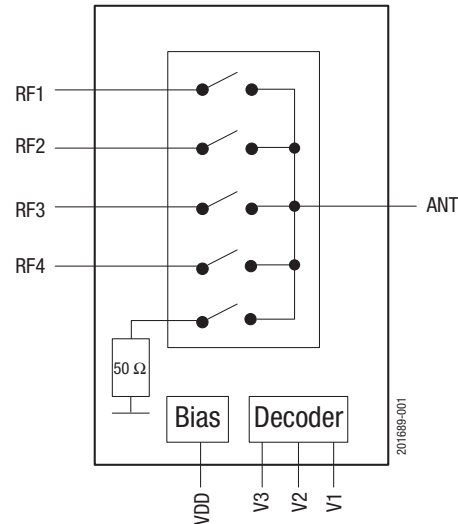 RF1
RF2
RF3
ANT
RF4
50 Ω
Bias
Decoder
201689-001
VDD
V3
V2
V1